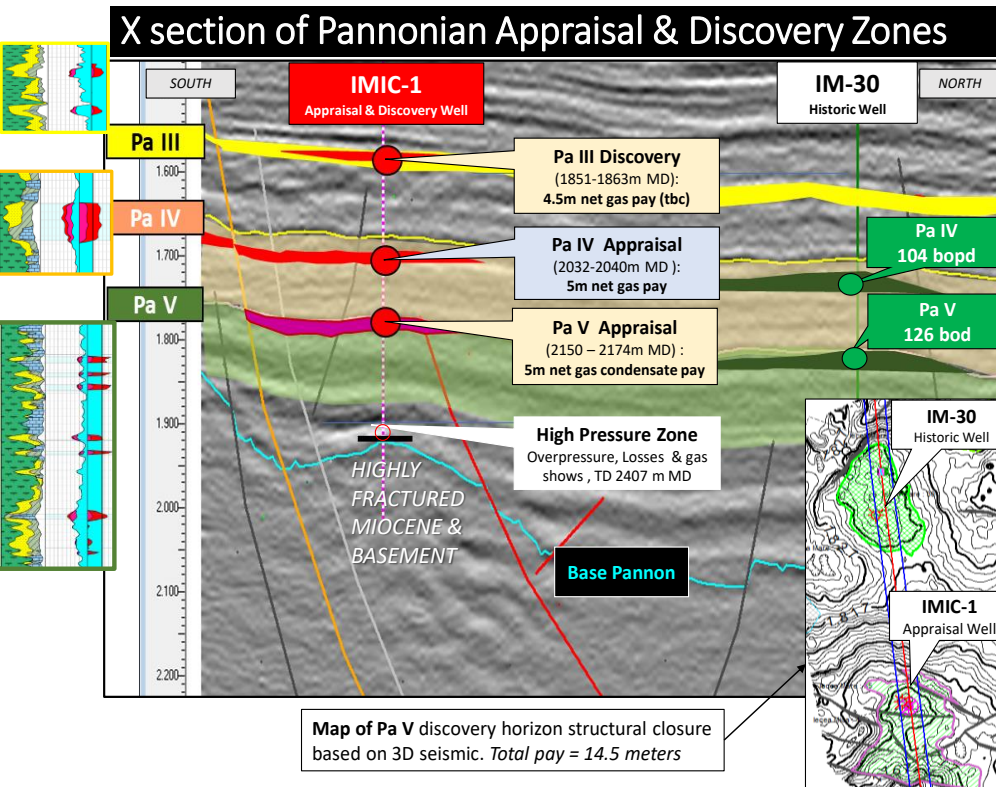 X section of Pannonian Appraisal & Discovery Zones
SOUTH
IMIC-1
Appraisal & Discovery Well
IM-30
Historic Well
NORTH
Pa III
1.600
Pa III Discovery
(1851-1863m MD):
4.5m net gas pay (tbc)
Pa IV
1.700
Pa IV Appraisal
(2032-2040m MD ):
5m net gas pay
Pa IV
104 bopd
Pa V
1.800
Pa V Appraisal
(2150 – 2174m MD) :
5m net gas condensate pay
Pa V
126 bod
1.900
High Pressure Zone
Overpressure, Losses & gas
shows , TD 2407 m MD
HIGHLY
FRACTURED
MIOCENE &
BASEMENT
2.000
2.100
2.200
Base Pannon
IM-30
Historic Well
1817
IMIC-1
Appraisal Well
Map of Pa V discovery horizon structural closure
based on 3D seismic. Total pay = 14.5 meters